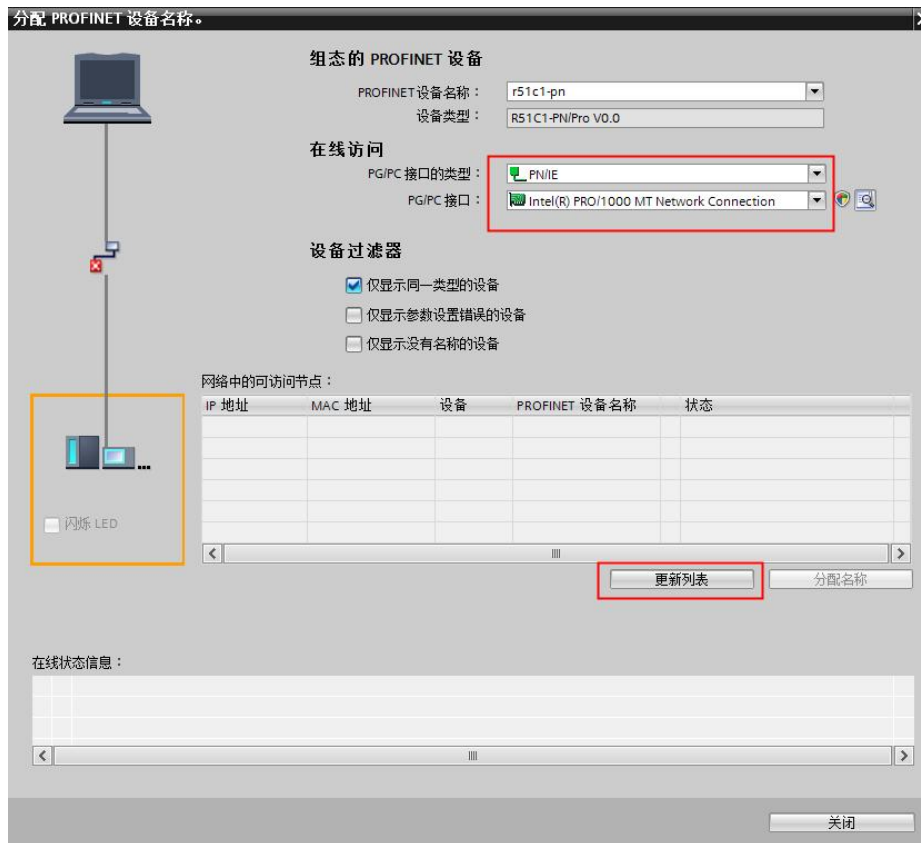 分配 PROFINET 设备名称。
组态的 PROFINET 设备
PROFINET设备名称： r51c1-pn
设备类型： R51C1-PN/Pro V0.0
在线访问
PG/PC 接口的类型： PN/IE
PG/PC 接口： Intel(R) PRO/1000 MT Network Connection
设备过滤器
仅显示同一类型的设备
仅显示参数设置错误的设备
仅显示没有名称的设备
网络中的可访问节点：
IP 地址 MAC 地址 设备 PROFINET 设备名称 状态
闪烁 LED
更新列表 分配名称
在线状态信息：
关闭